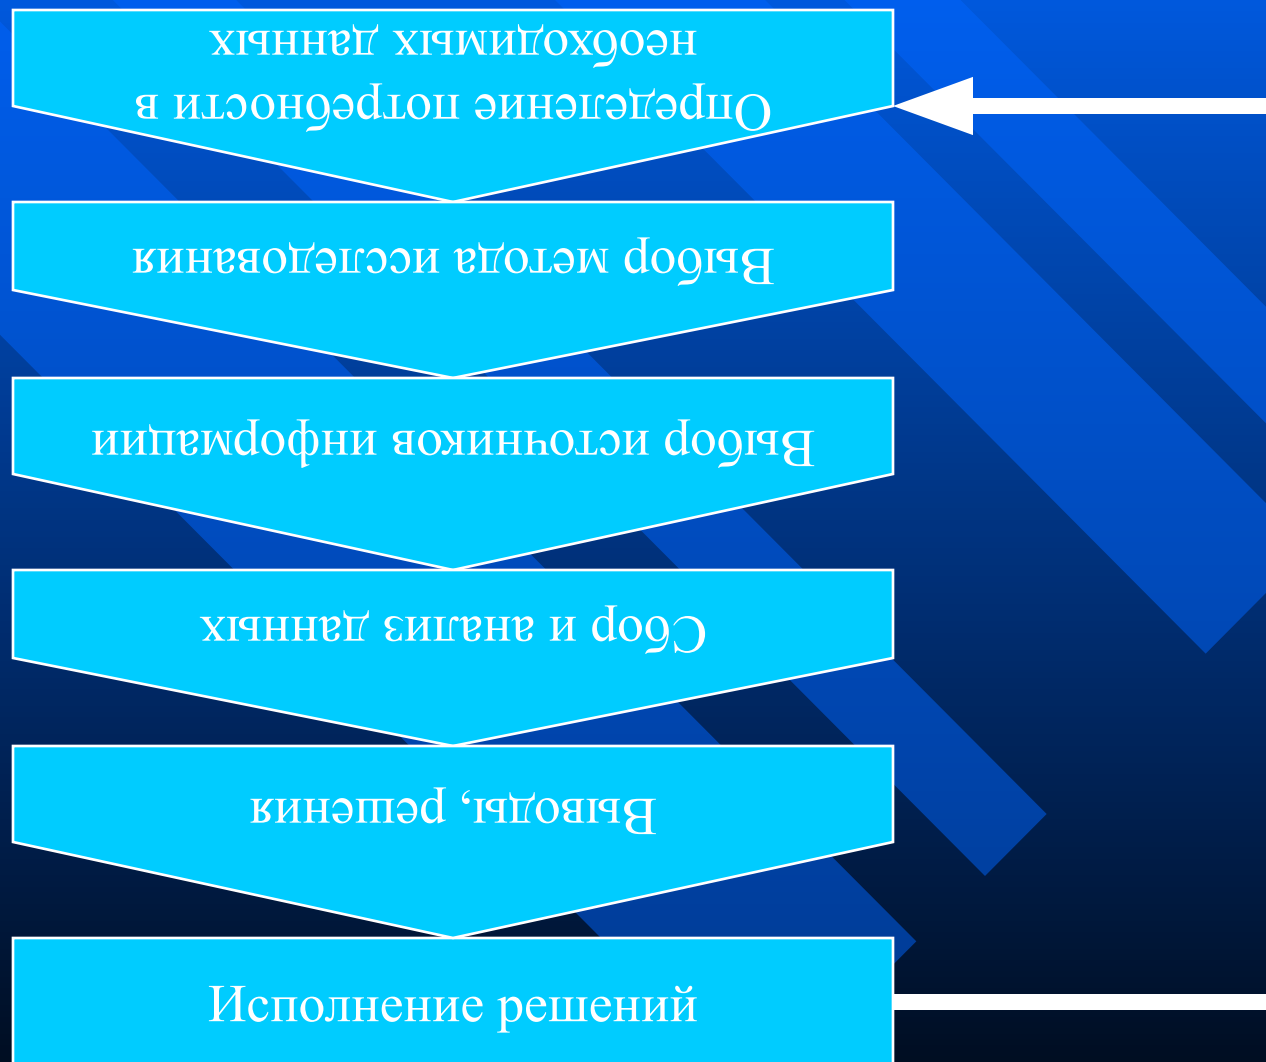 Определение потребности в
необходимых данных
Выбор метода исследования
Выбор источников информации
Сбор и анализ данных
Выводы, решения
Исполнение решений